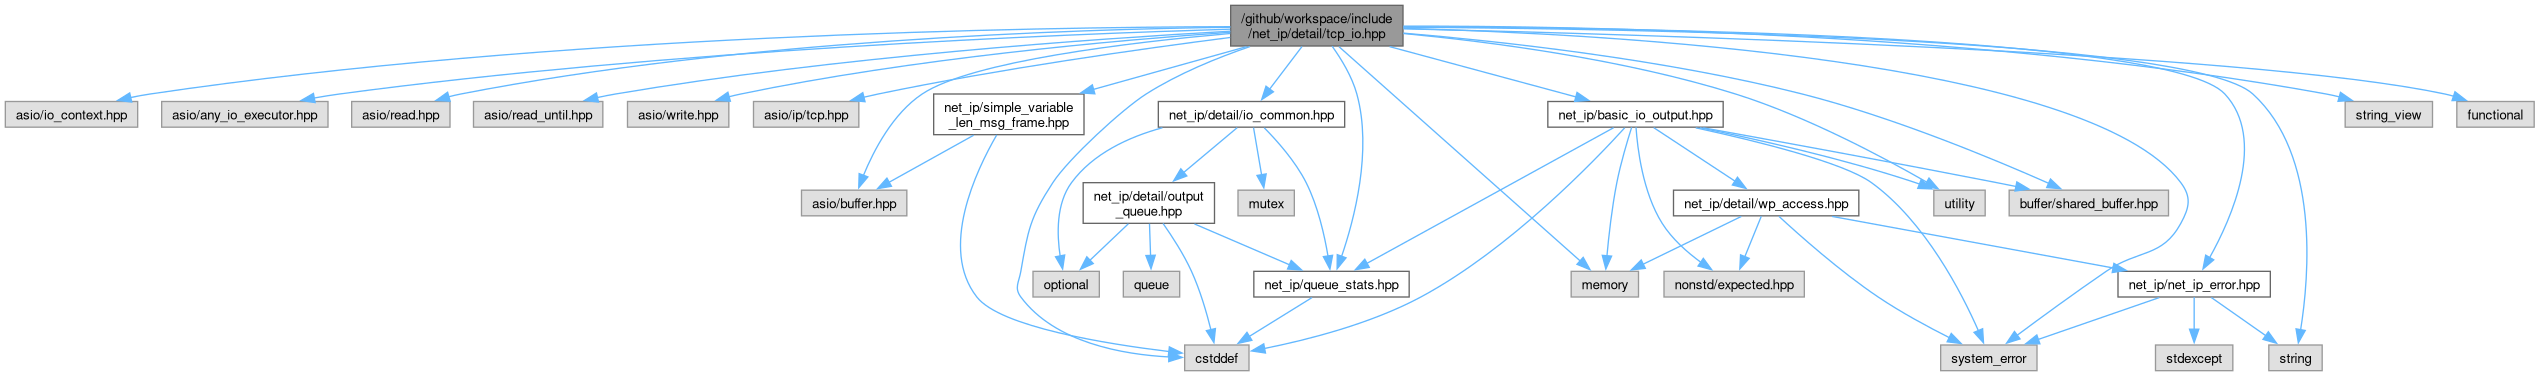 /github/workspace/include
/net_ip/detail/tcp_io.hpp
asio/io_context.hpp
asio/any_io_executor.hpp
asio/read.hpp
asio/read_until.hpp
asio/write.hpp
asio/ip/tcp.hpp
net_ip/simple_variable
_len_msg_frame.hpp
net_ip/detail/io_common.hpp
net_ip/basic_io_output.hpp
string_view
functional
asio/buffer.hpp
net_ip/detail/output
_queue.hpp
mutex
net_ip/detail/wp_access.hpp
utility
buffer/shared_buffer.hpp
optional
queue
net_ip/queue_stats.hpp
memory
nonstd/expected.hpp
net_ip/net_ip_error.hpp
cstddef
system_error
stdexcept
string